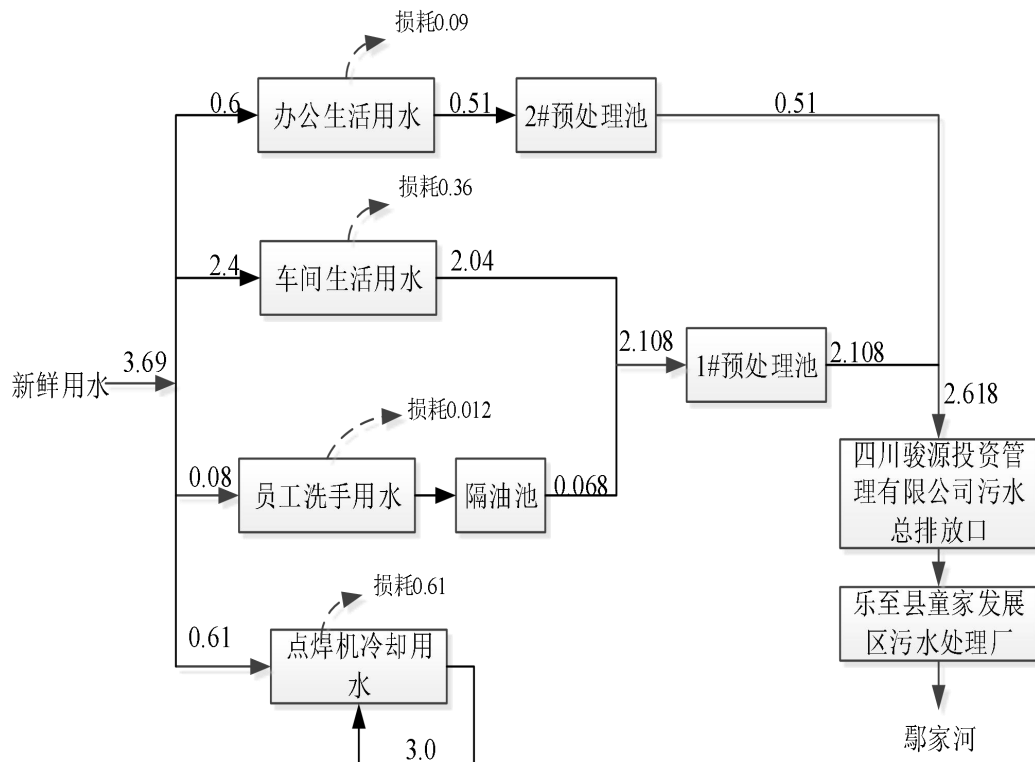 损耗0.09
0.6
办公生活用水
0.51
2#预处理池
0.51
损耗0.36
2.4
车间生活用水
2.04
新鲜用水
3.69
2.108
1#预处理池
2.108
2.618
损耗0.012
0.08
员工洗手用水
隔油池
0.068
四川骏源投资管
理有限公司污水
总排放口
损耗0.61
0.61
点焊机冷却用
水
3.0
乐至县童家发展
区污水处理厂
鄢家河